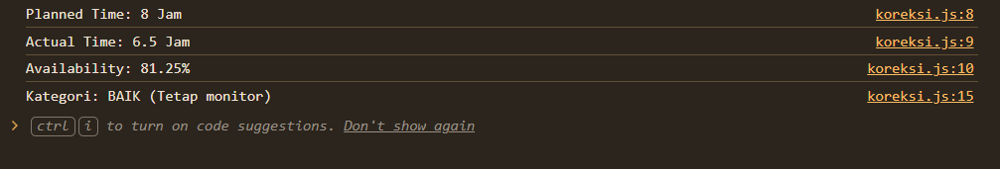 Planned Time: 8 Jam koreksi.js:8
Actual Time: 6.5 Jam koreksi.js:9
Availability: 81.25% koreksi.js:10
Kategori: BAIK (Tetap monitor) koreksi.js:15
> ctrl i to turn on code suggestions. Don't show again